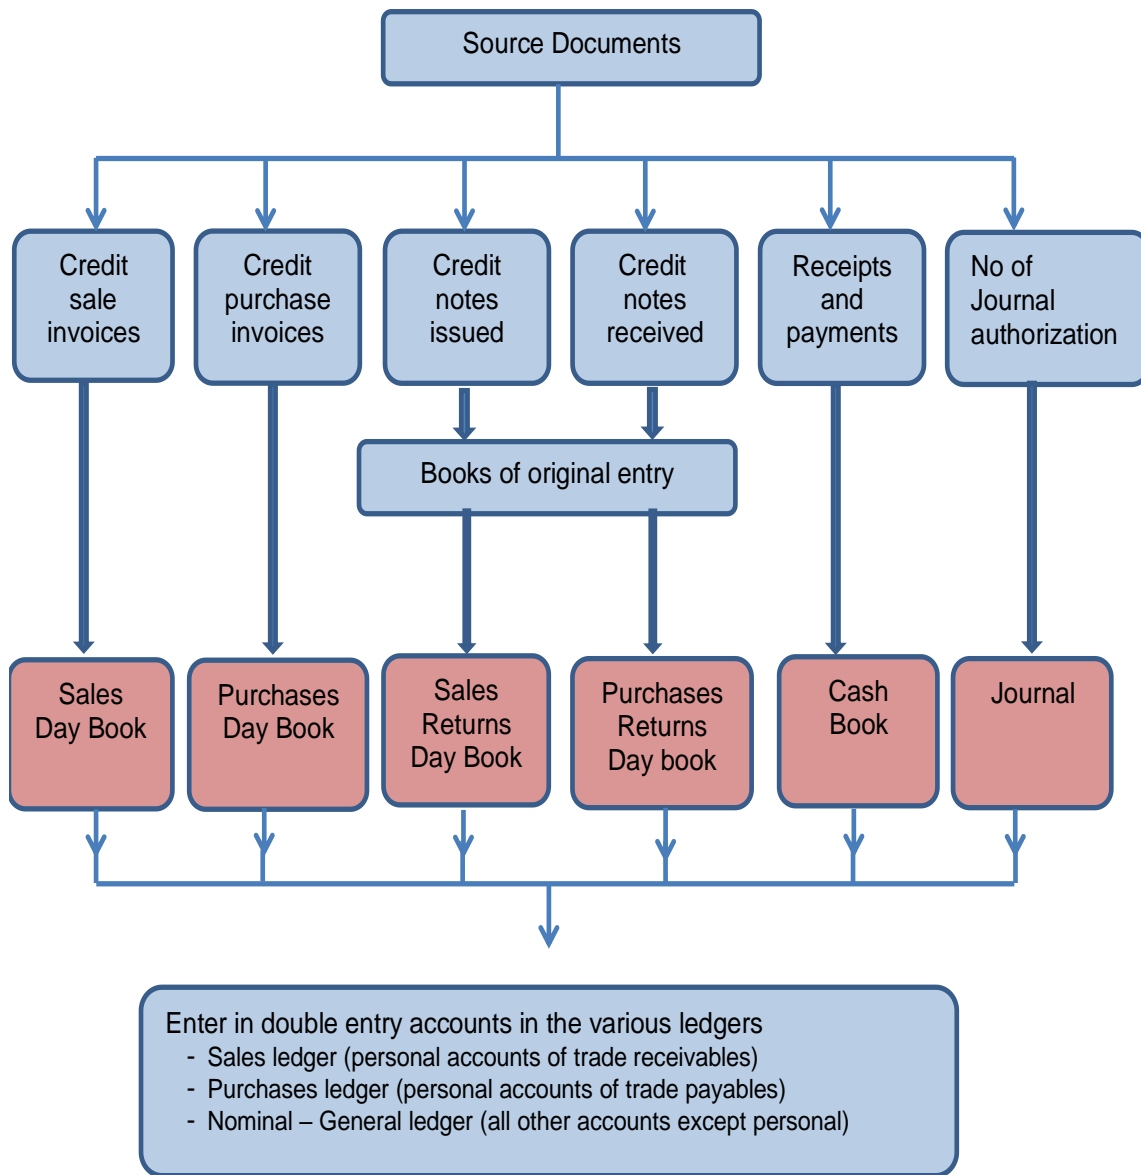 Source Documents
Credit
sale
invoices
Credit
purchase
invoices
Credit
notes
issued
Credit
notes
received
Receipts
and
payments
No of
Journal
authorization
Books of original entry
Sales
Day Book
Purchases
Day Book
Sales
Returns
Day Book
Purchases
Returns
Day book
Cash
Book
Journal
Enter in double entry accounts in the various ledgers
- Sales ledger (personal accounts of trade receivables)
- Purchases ledger (personal accounts of trade payables)
- Nominal – General ledger (all other accounts except personal)